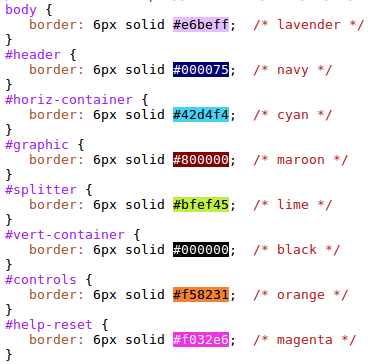 body {
border: 6px solid #e6beff; /* lavender */
}
#header {
border: 6px solid #000075; /* navy */
}
#horiz-container {
border: 6px solid #42d4f4; /* cyan */
}
#graphic {
border: 6px solid #800000; /* maroon */
}
#splitter {
border: 6px solid #bfef45; /* lime */
}
#vert-container {
border: 6px solid #000000; /* black */
}
#controls {
border: 6px solid #f58231; /* orange */
}
#help-reset {
border: 6px solid #f032e6; /* magenta */
}